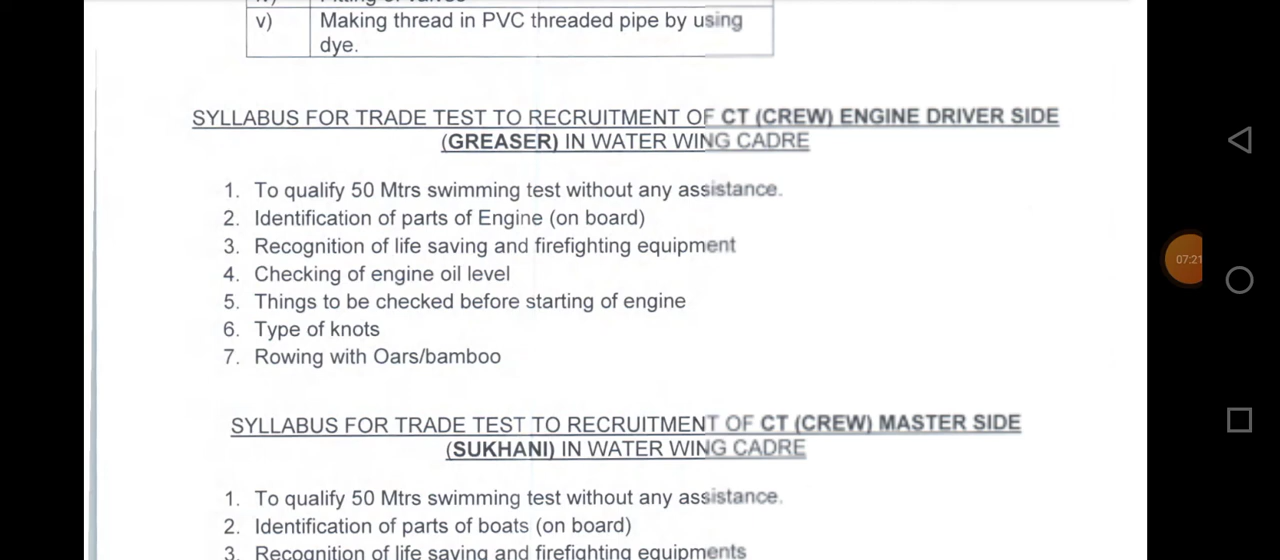 v) Making thread in PVC threaded pipe by using
dye.
SYLLABUS FOR TRADE TEST TO RECRUITMENT OF CT (CREW) ENGINE DRIVER SIDE
(GREASER) IN WATER WING CADRE
1. To qualify 50 Mtrs swimming test without any assistance.
2. Identification of parts of Engine (on board)
3. Recognition of life saving and firefighting equipment
4. Checking of engine oil level
5. Things to be checked before starting of engine
6. Type of knots
7. Rowing with Oars/bamboo
SYLLABUS FOR TRADE TEST TO RECRUITMENT OF CT (CREW) MASTER SIDE
(SUKHANI) IN WATER WING CADRE
1. To qualify 50 Mtrs swimming test without any assistance.
2. Identification of parts of boats (on board)
3. Recognition of life saving and firefighting equipments
07:21